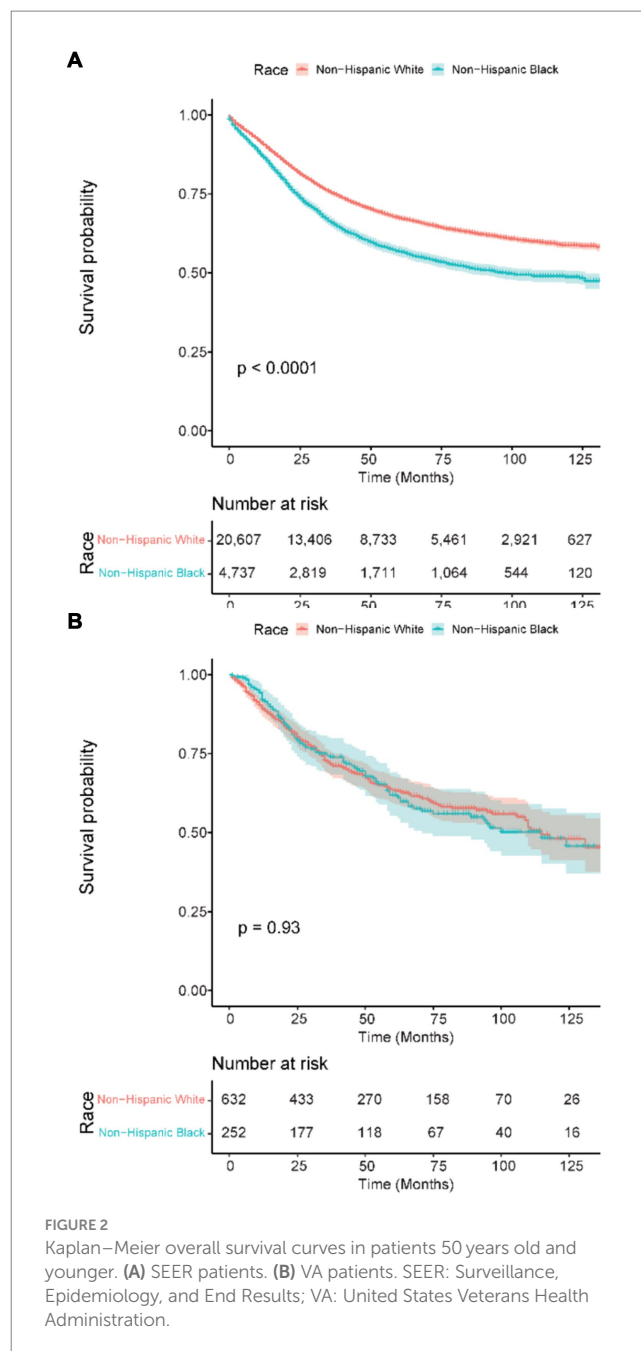 A
Race Non-Hispanic White Non-Hispanic Black
1.00
0.75
0.50
0.25
0.00
Survival probability
p < 0.0001
0 25 50 75 100 125
Time (Months)
Number at risk
Race
Non-Hispanic White 20,607 13,406 8,733 5,461 2,921 627
Non-Hispanic Black 4,737 2,819 1,711 1,064 544 120
0 25 50 75 100 125
B
Race Non-Hispanic White Non-Hispanic Black
1.00
0.75
0.50
0.25
0.00
Survival probability
p = 0.93
0 25 50 75 100 125
Time (Months)
Number at risk
Race
Non-Hispanic White 632 433 270 158 70 26
Non-Hispanic Black 252 177 118 67 40 16
0 25 50 75 100 125
Time (Months)
FIGURE 2
Kaplan–Meier overall survival curves in patients 50 years old and
younger. (A) SEER patients. (B) VA patients. SEER: Surveillance,
Epidemiology, and End Results; VA: United States Veterans Health
Administration.